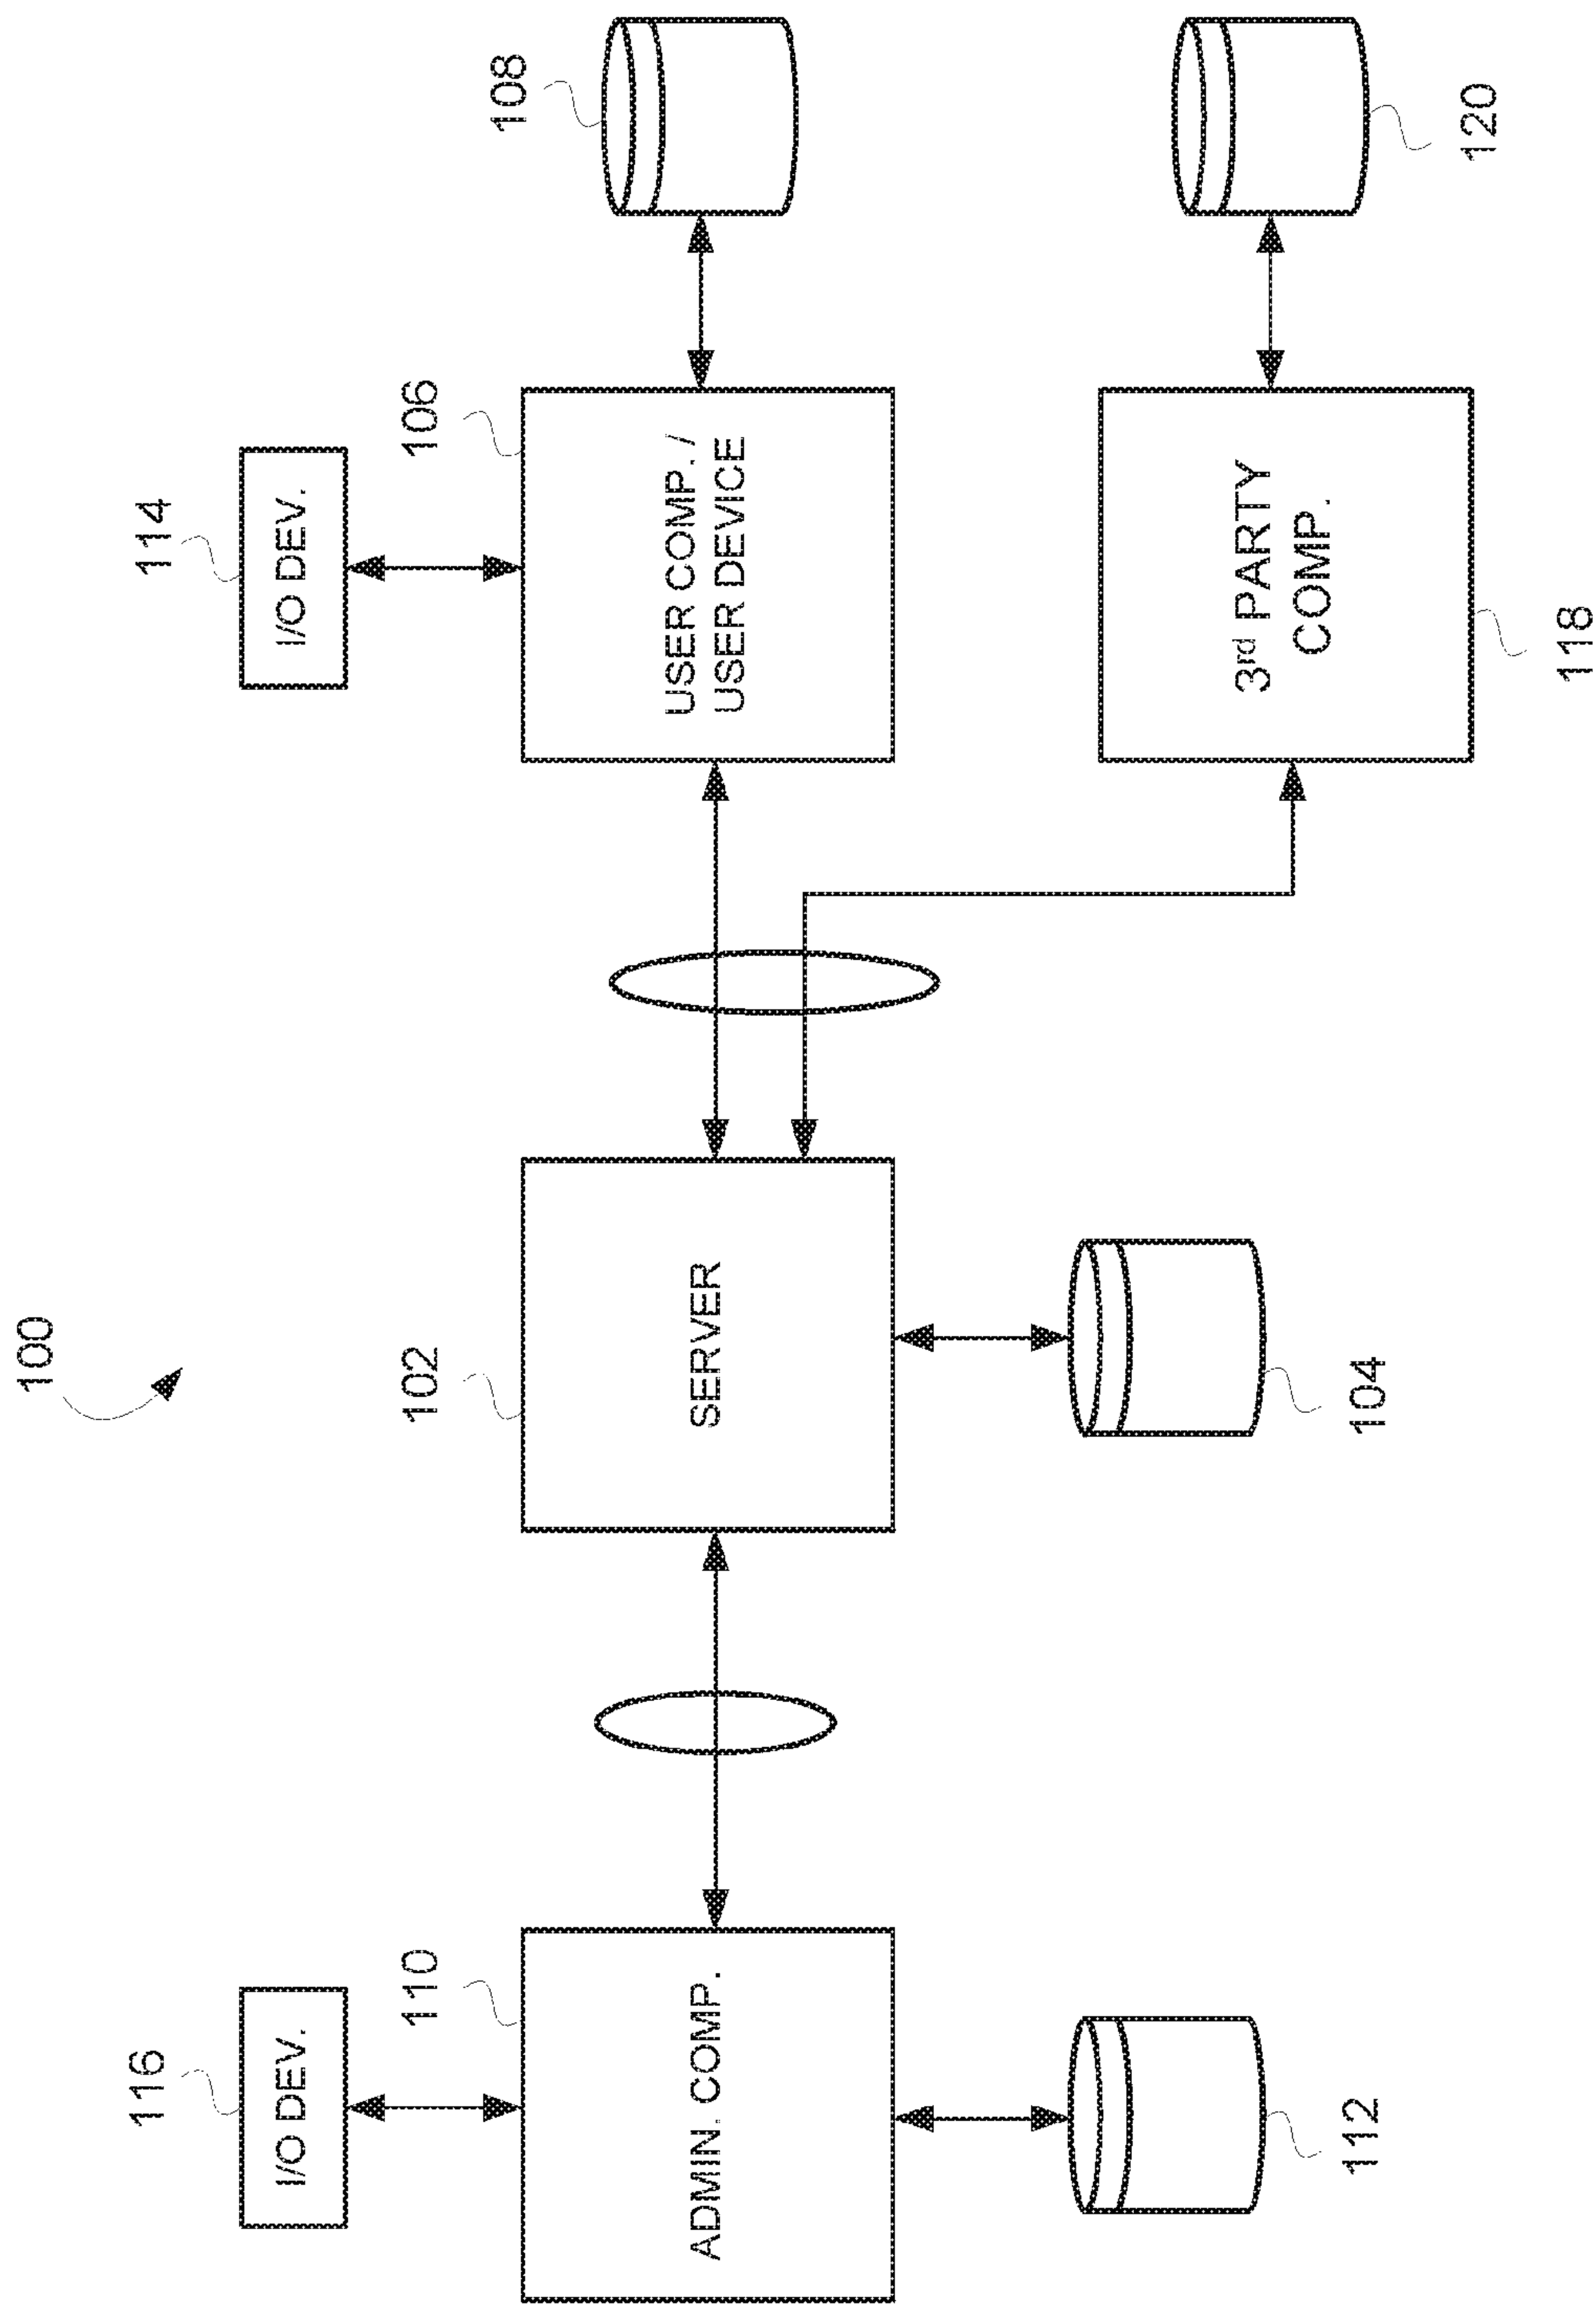 100
116
I/O DEV.
110
ADMIN. COMP.
112
102
SERVER
104
114
I/O DEV.
106
USER COMP. /
USER DEVICE
108
3rd PARTY
COMP.
118
120